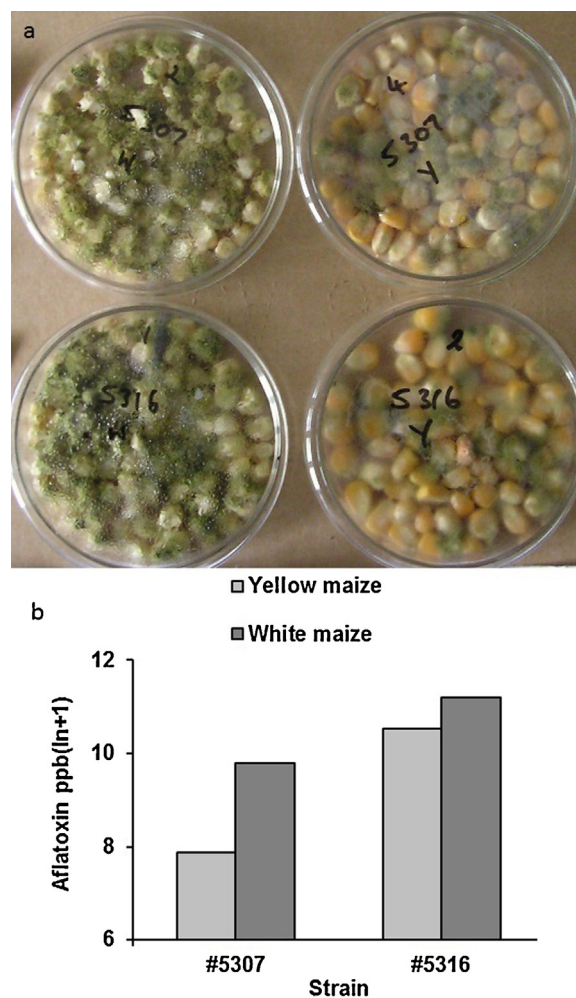 a
2
5307
W
4
5307
Y
1
5316
W
2
5316
Y
Yellow maize
b
White maize
12
10
8
6
Aflatoxin ppb(ln+1)
#5307
#5316
Strain